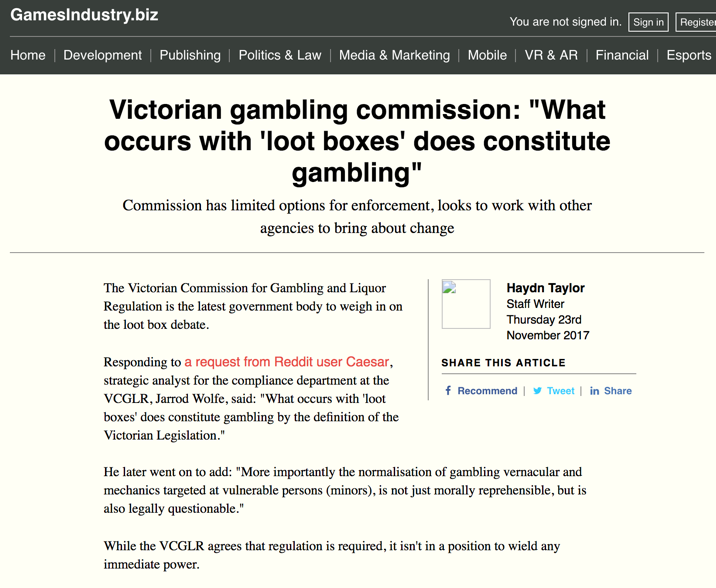 GamesIndustry.biz
You are not signed in. Sign in Register
Home | Development | Publishing | Politics & Law | Media & Marketing | Mobile | VR & AR | Financial | Esports
Victorian gambling commission: "What
occurs with 'loot boxes' does constitute
gambling"
Commission has limited options for enforcement, looks to work with other
agencies to bring about change
The Victorian Commission for Gambling and Liquor
Regulation is the latest government body to weigh in on
the loot box debate.
Responding to a request from Reddit user Caesar,
strategic analyst for the compliance department at the
VCGLR, Jarrod Wolfe, said: "What occurs with 'loot
boxes' does constitute gambling by the definition of the
Victorian Legislation."
Haydn Taylor
Staff Writer
Thursday 23rd
November 2017
SHARE THIS ARTICLE
Recommend | Tweet | Share
He later went on to add: "More importantly the normalisation of gambling vernacular and
mechanics targeted at vulnerable persons (minors), is not just morally reprehensible, but is
also legally questionable."
While the VCGLR agrees that regulation is required, it isn't in a position to wield any
immediate power.